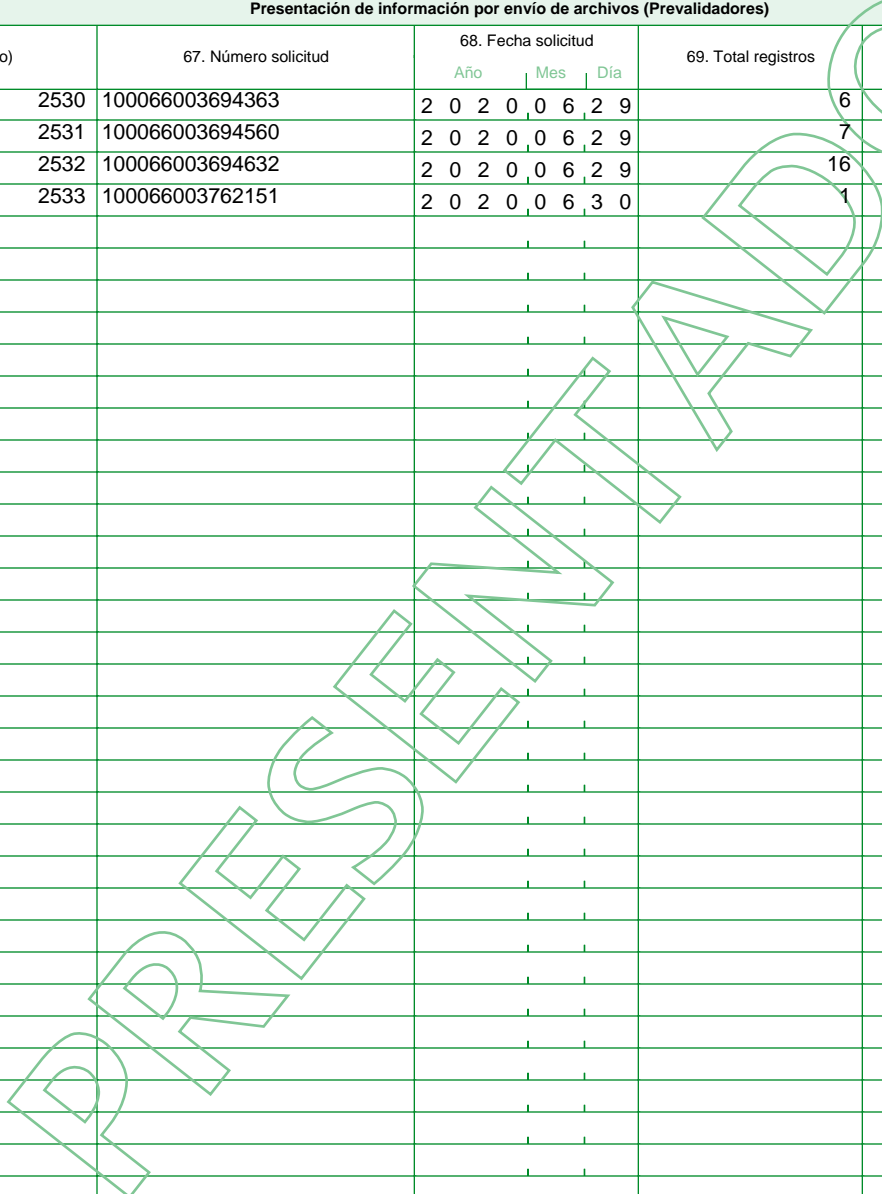 Presentación de información por envío de archivos (Prevalidadores)
o) 67. Número solicitud 68. Fecha solicitud 69. Total registros
Año Mes Día
2530 100066003694363 2 0 2 0 0 6 2 9 6
2531 100066003694560 2 0 2 0 0 6 2 9 7
2532 100066003694632 2 0 2 0 0 6 2 9 16
2533 100066003762151 2 0 2 0 0 6 3 0 1
PRESENTADO